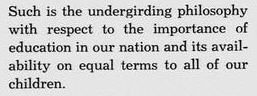 Such is the undergirding philosophy
with respect to the importance of
education in our nation and its avail-
ability on equal terms to all of our
children.